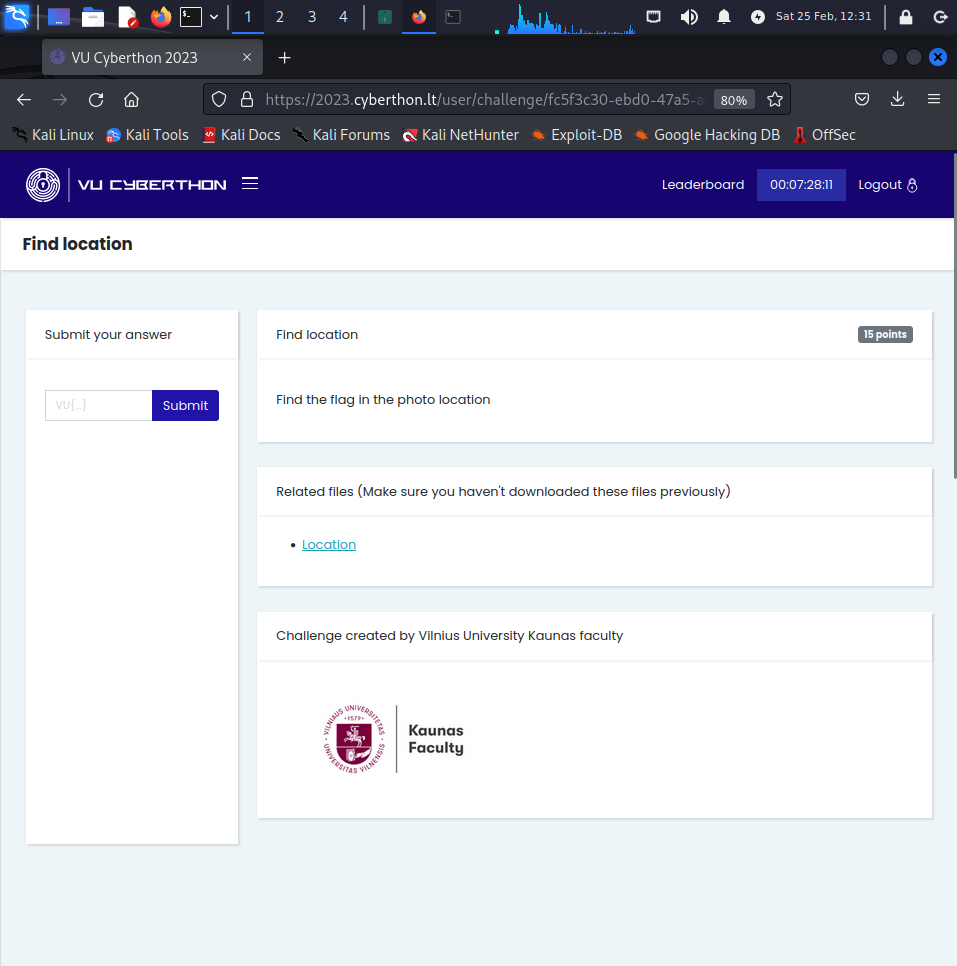 1 2 3 4 Sat 25 Feb, 12:31
VU Cyberthon 2023
https://2023.cyberthon.lt/user/challenge/fc5f3c30-ebd0-47a5-a 80%
Kali Linux Kali Tools Kali Docs Kali Forums Kali NetHunter Exploit-DB Google Hacking DB OffSec
VU CYBERTHON Leaderboard 00:07:28:11 Logout
Find location
Submit your answer
VU{...}
Submit
Find location 15 points
Find the flag in the photo location
Related files (Make sure you haven't downloaded these files previously)
Location
Challenge created by Vilnius University Kaunas faculty
VILNIAUS UNIVERSITETAS
1579
UNIVERSITAS VILNENSIS
Kaunas
Faculty